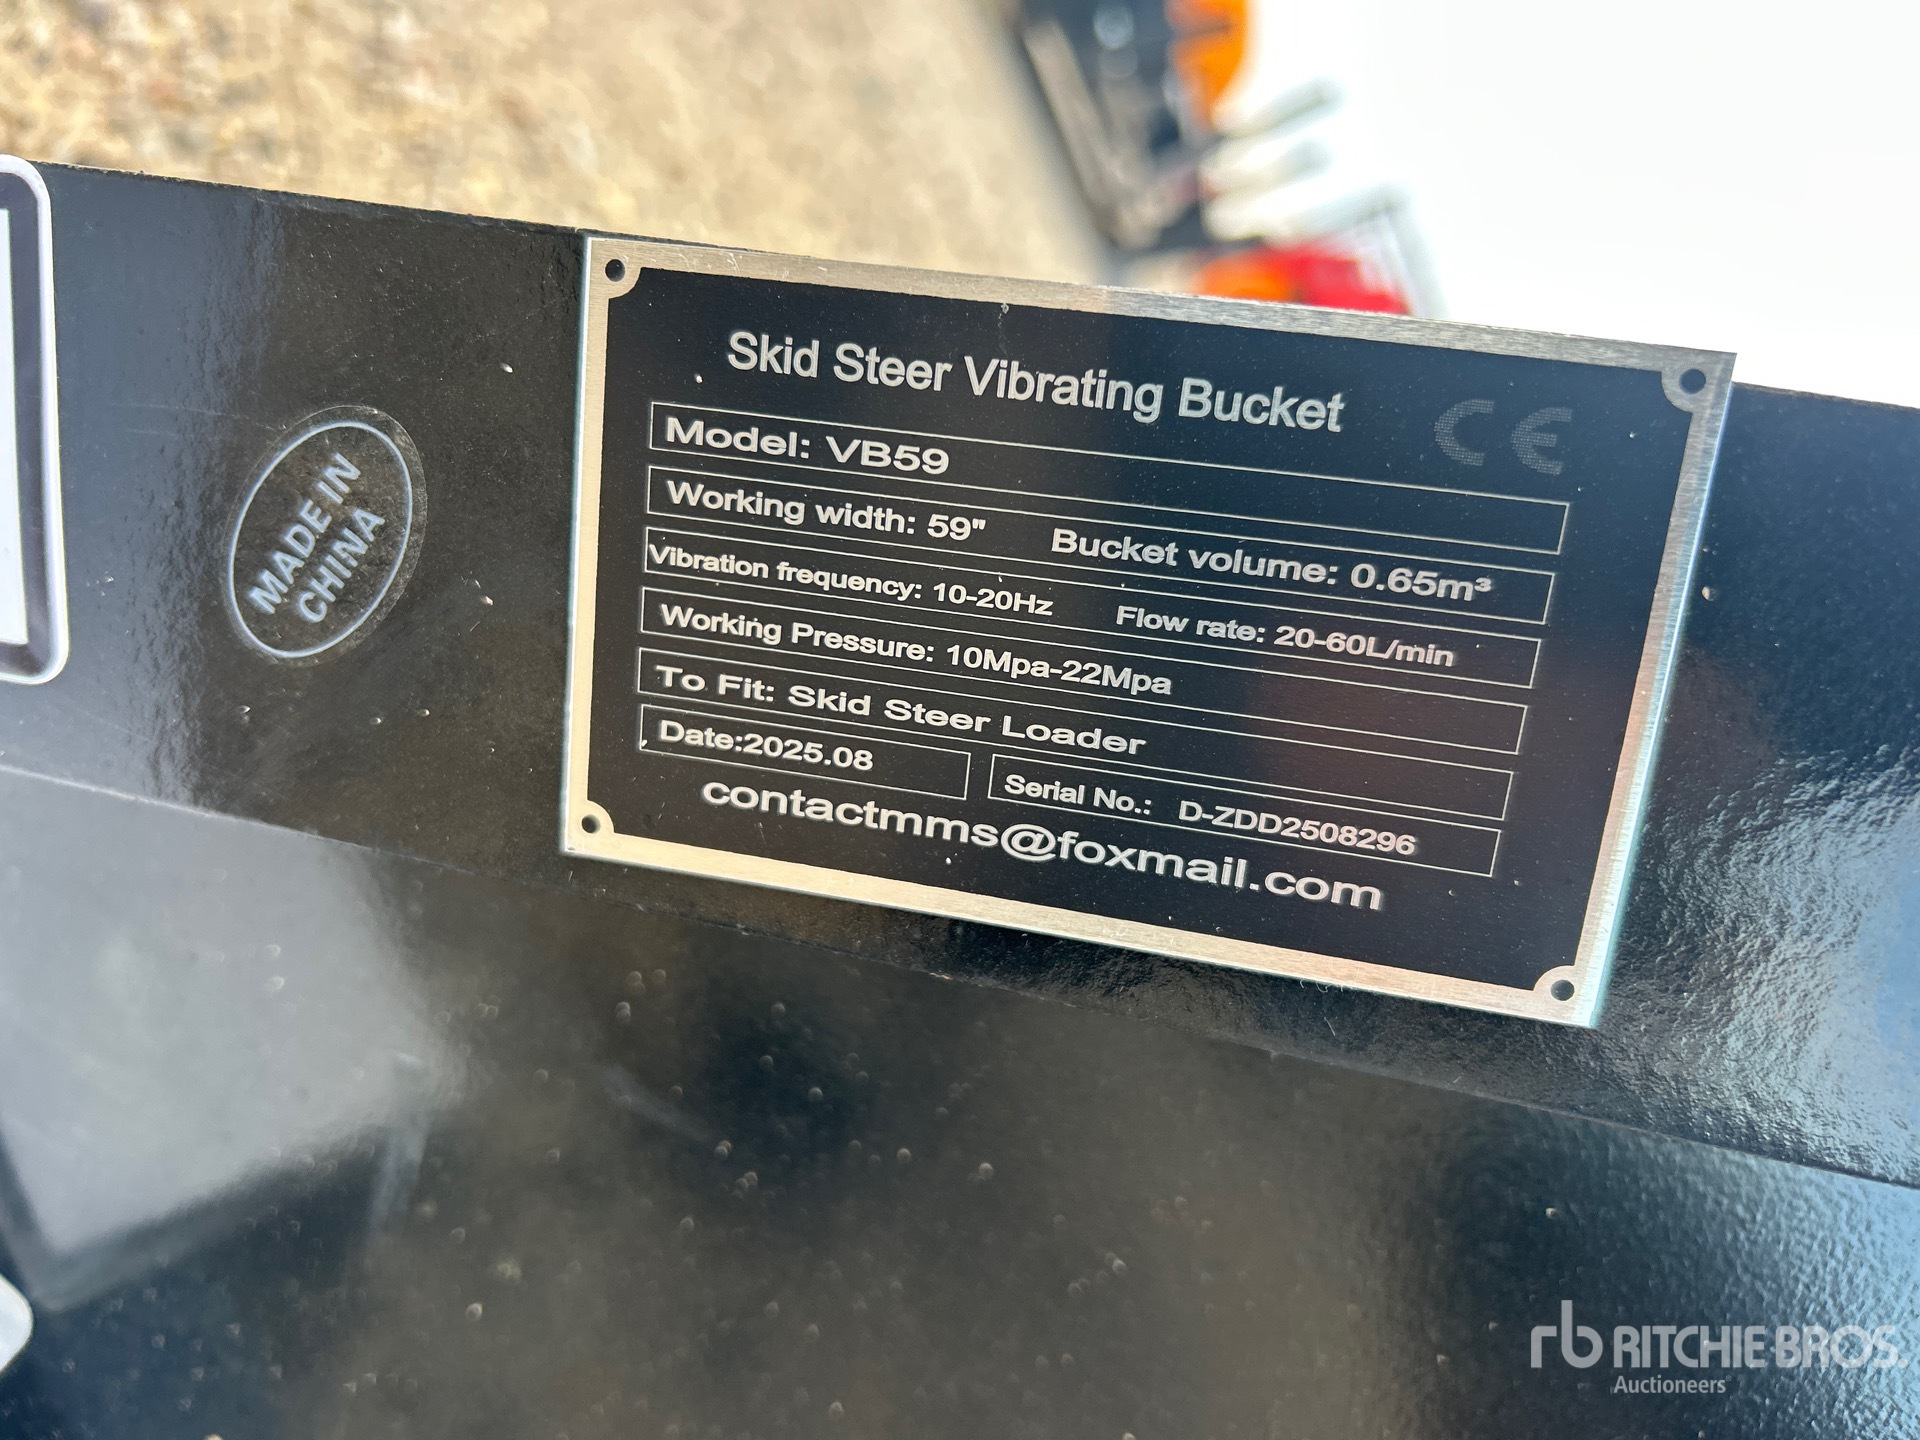 Skid Steer Vibrating Bucket
CE
Model: VB59
Working width: 59" Bucket volume: 0.65m³
Vibration frequency: 10-20Hz Flow rate: 20-60L/min
Working Pressure: 10Mpa-22Mpa
To Fit: Skid Steer Loader
Date:2025.08 Serial No.: D-ZDD2508296
contactmms@foxmail.com
MADE IN
CHINA
rb RITCHIE BROS.
Auctioneers